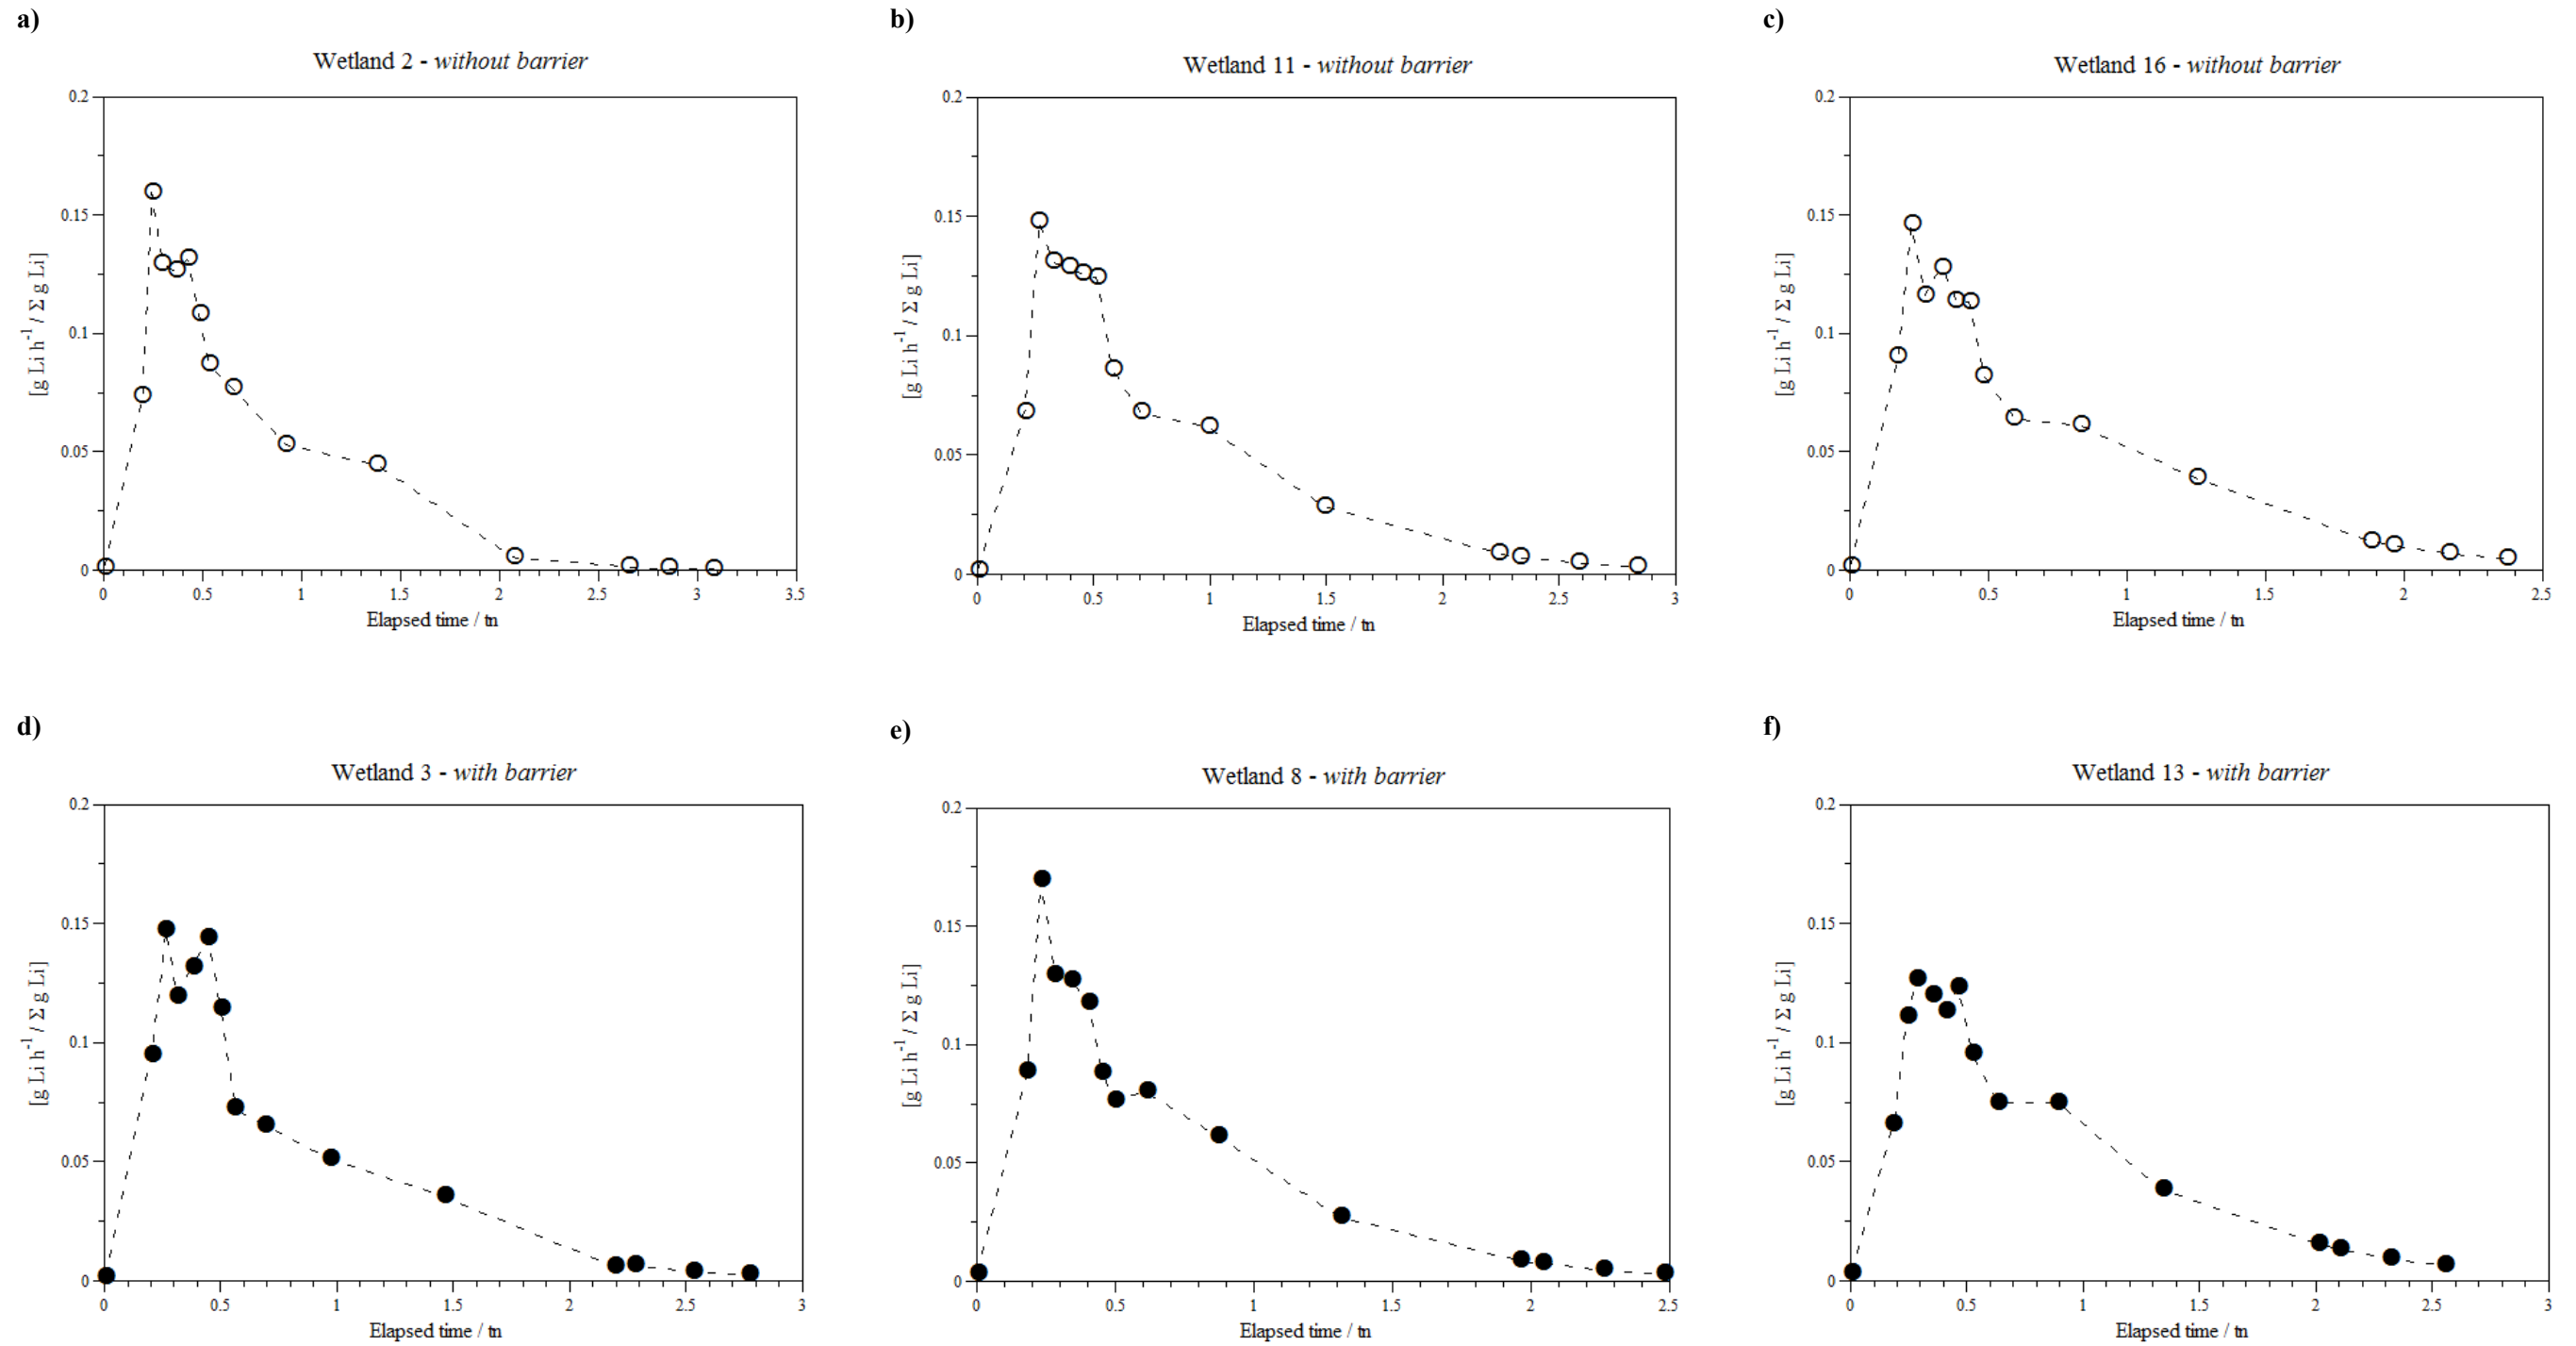 a)
Wetland 2 - without barrier
0.2
0.15
0.1
0.05
0
[g Li h-1 / Σ g Li]
0 0.5 1 1.5 2 2.5 3 3.5
Elapsed time / tn
b)
Wetland 11 - without barrier
0.2
0.15
0.1
0.05
0
[g Li h-1 / Σ g Li]
0 0.5 1 1.5 2 2.5 3
Elapsed time / tn
c)
Wetland 16 - without barrier
0.2
0.15
0.1
0.05
0
[g Li h-1 / Σ g Li]
0 0.5 1 1.5 2 2.5
Elapsed time / tn
d)
Wetland 3 - with barrier
0.2
0.15
0.1
0.05
0
[g Li h-1 / Σ g Li]
0 0.5 1 1.5 2 2.5 3
Elapsed time / tn
e)
Wetland 8 - with barrier
0.2
0.15
0.1
0.05
0
[g Li h-1 / Σ g Li]
0 0.5 1 1.5 2 2.5
Elapsed time / tn
f)
Wetland 13 - with barrier
0.2
0.15
0.1
0.05
0
[g Li h-1 / Σ g Li]
0 0.5 1 1.5 2 2.5 3
Elapsed time / tn